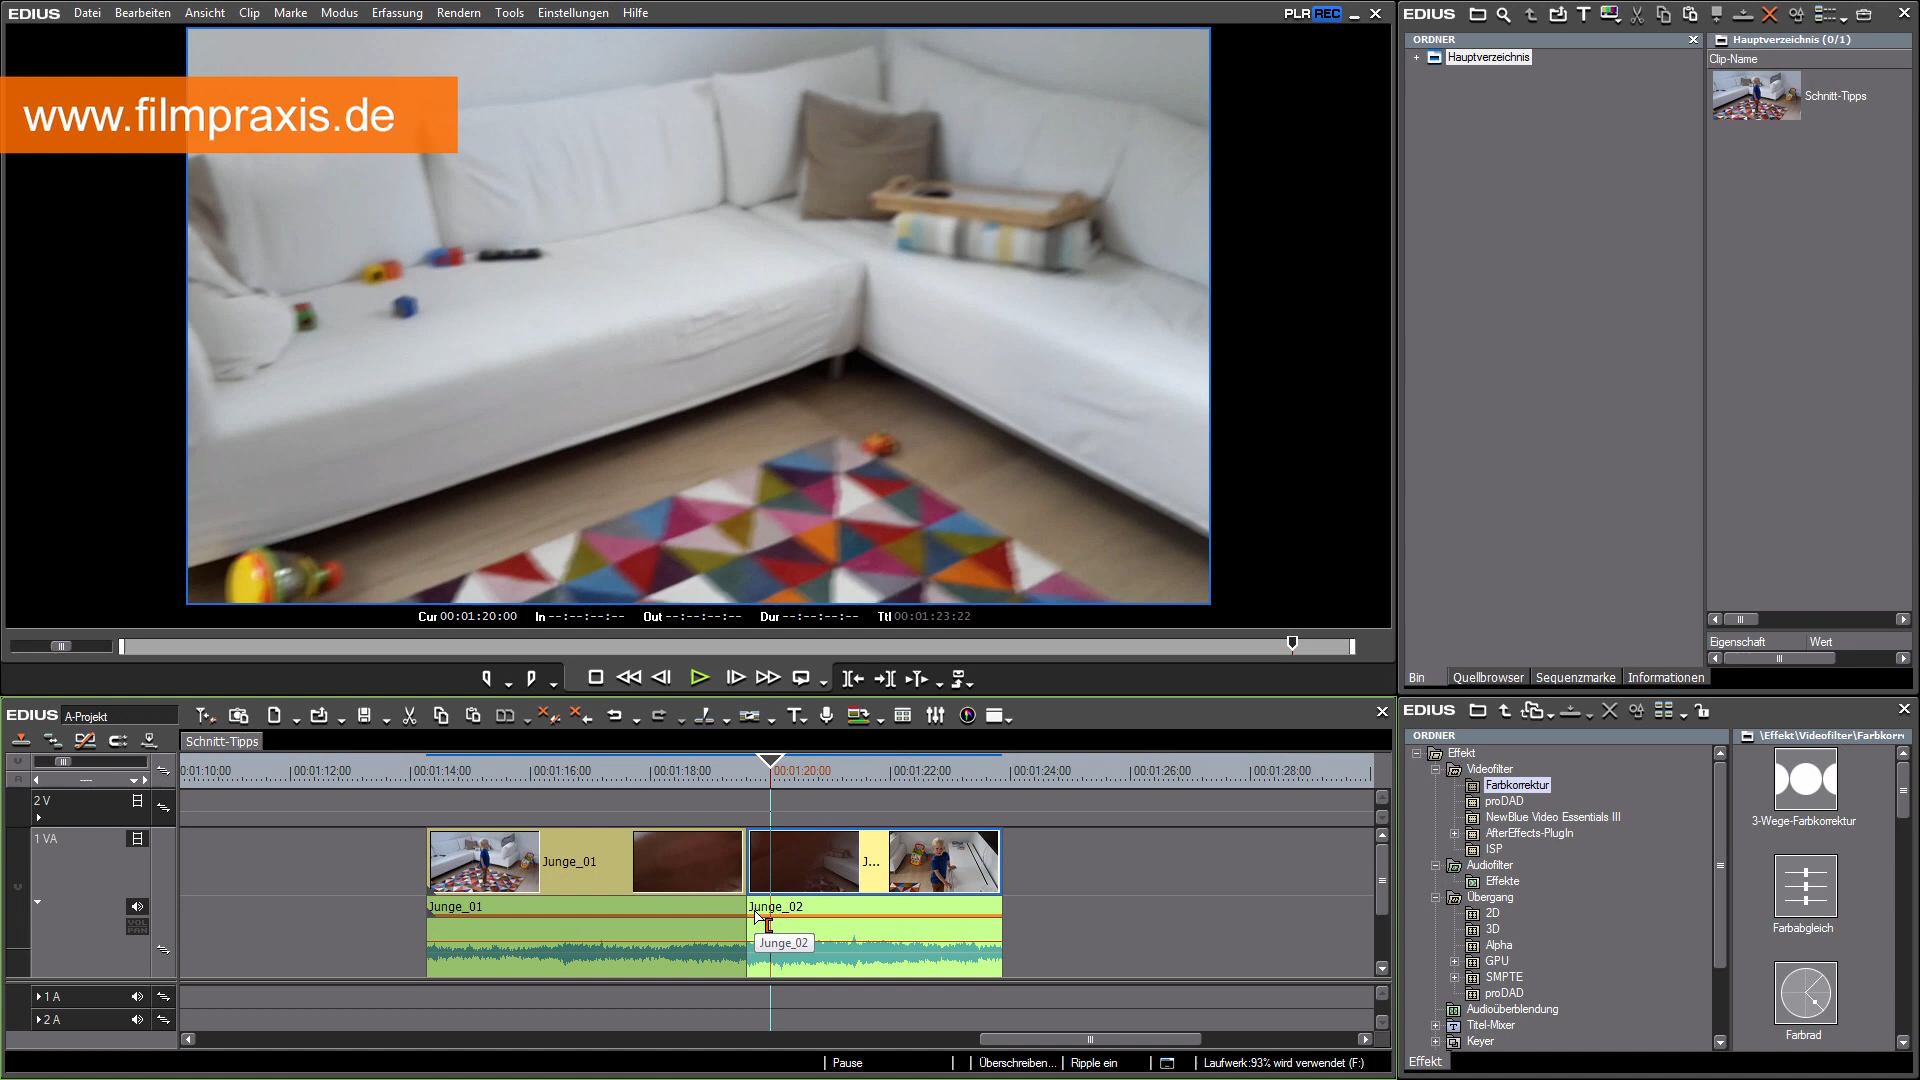 EDIUS Datei Bearbeiten Ansicht Clip Marke Modus Erfassung Rendern Tools Einstellungen Hilfe PLR REC
www.filmpraxis.de
Cur 00:01:20:00 In --:--:--:-- Out --:--:--:-- Dur --:--:--:-- Ttl 00:01:23:22
EDIUS
ORDNER
Hauptverzeichnis
Hauptverzeichnis (0/1)
Clip-Name
Schnitt-Tipps
Eigenschaft Wert
Bin Quellbrowser Sequenzmarke Informationen
EDIUS A-Projekt
Schnitt-Tipps
0:01:10:00 00:01:12:00 00:01:14:00 00:01:16:00 00:01:18:00 00:01:20:00 00:01:22:00 00:01:24:00 00:01:26:00 00:01:28:00
2 V
1 VA
Junge_01
J...
Junge_01
Junge_02
VOL
PAN
Junge_02
1 A
2 A
Pause Überschreiben... Ripple ein Laufwerk:93% wird verwendet (F:)
EDIUS
ORDNER
Effekt
Videofilter
Farbkorrektur
proDAD
NewBlue Video Essentials III
AfterEffects-PlugIn
ISP
Audiofilter
Effekte
Übergang
2D
3D
Alpha
GPU
SMPTE
proDAD
Audioüberblendung
Titel-Mixer
Keyer
Effekt
\Effekt\Videofilter\Farbkorr
3-Wege-Farbkorrektur
Farbabgleich
Farbrad